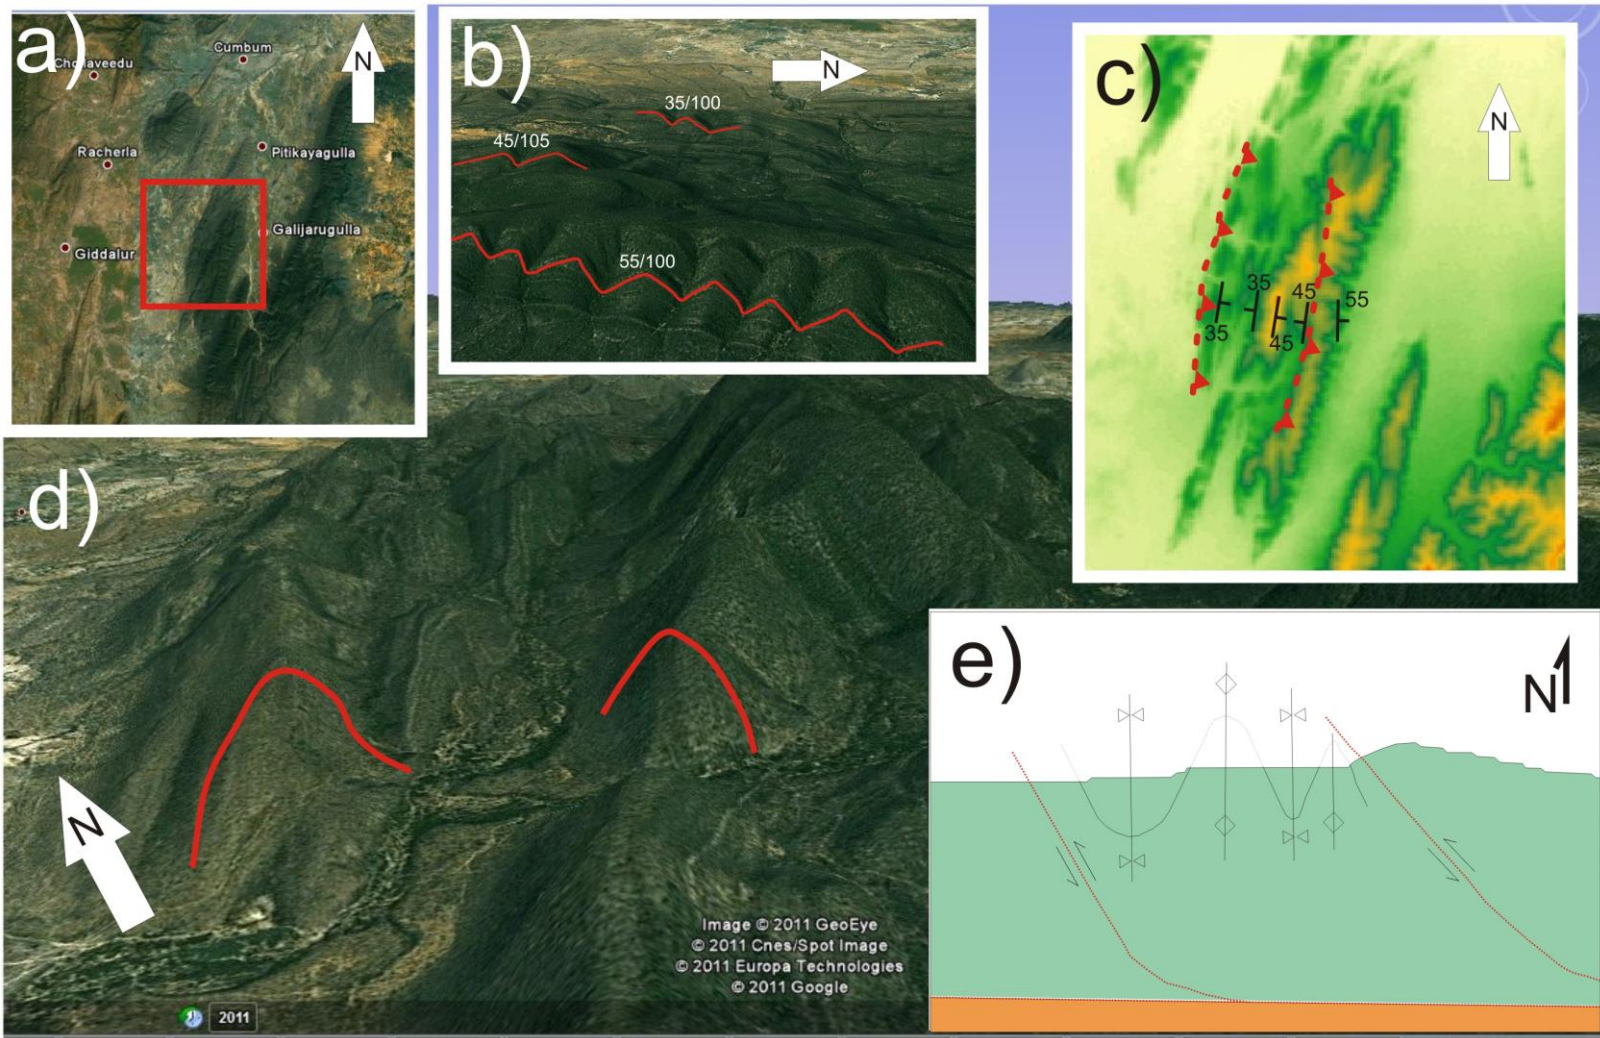 a)
N
Cumbum
Cholaveedu
Racherla
Pitikayagulla
Galijarugulla
Giddalur
b)
N
35/100
45/105
55/100
c)
N
35
45
55
35
45
d)
N
Image © 2011 GeoEye
© 2011 Cnes/Spot Image
© 2011 Europa Technologies
© 2011 Google
2011
e)
N